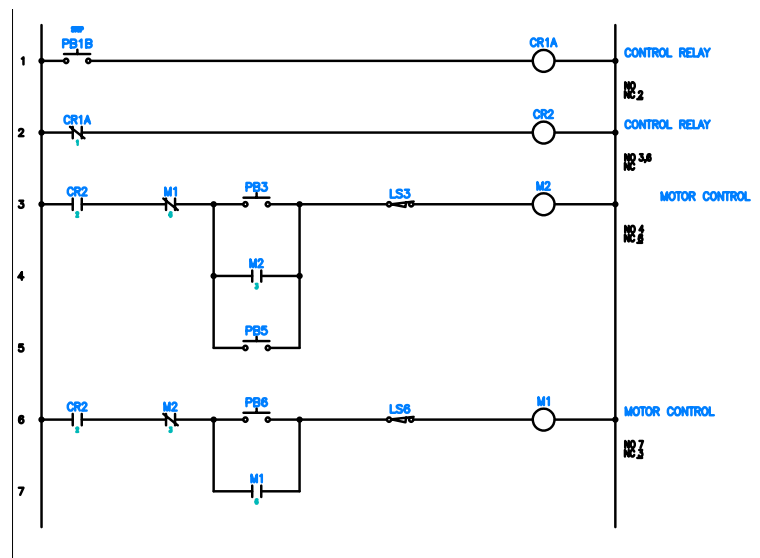 STOP
PB1B
CR1A
CONTROL RELAY
1
NO
NC 2
CR1A
CR2
CONTROL RELAY
2
1
NO 3,6
NC
CR2
M1
PB3
LS3
M2
MOTOR CONTROL
3
2
6
NO 4
NC 6
M2
4
3
PB5
5
CR2
M2
PB6
LS6
M1
MOTOR CONTROL
6
2
3
NO 7
NC 3
M1
7
6